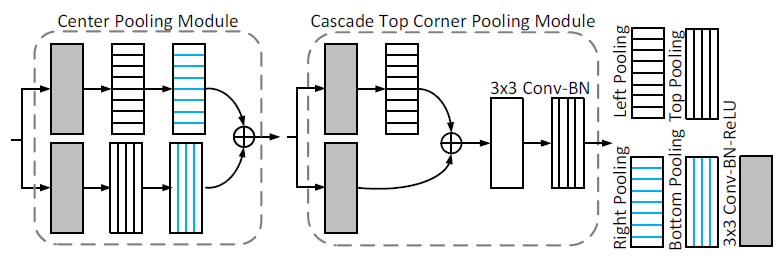 Center Pooling Module
Cascade Top Corner Pooling Module
3x3 Conv-BN
Left Pooling
Top Pooling
Right Pooling
Bottom Pooling
3x3 Conv-BN-ReLU